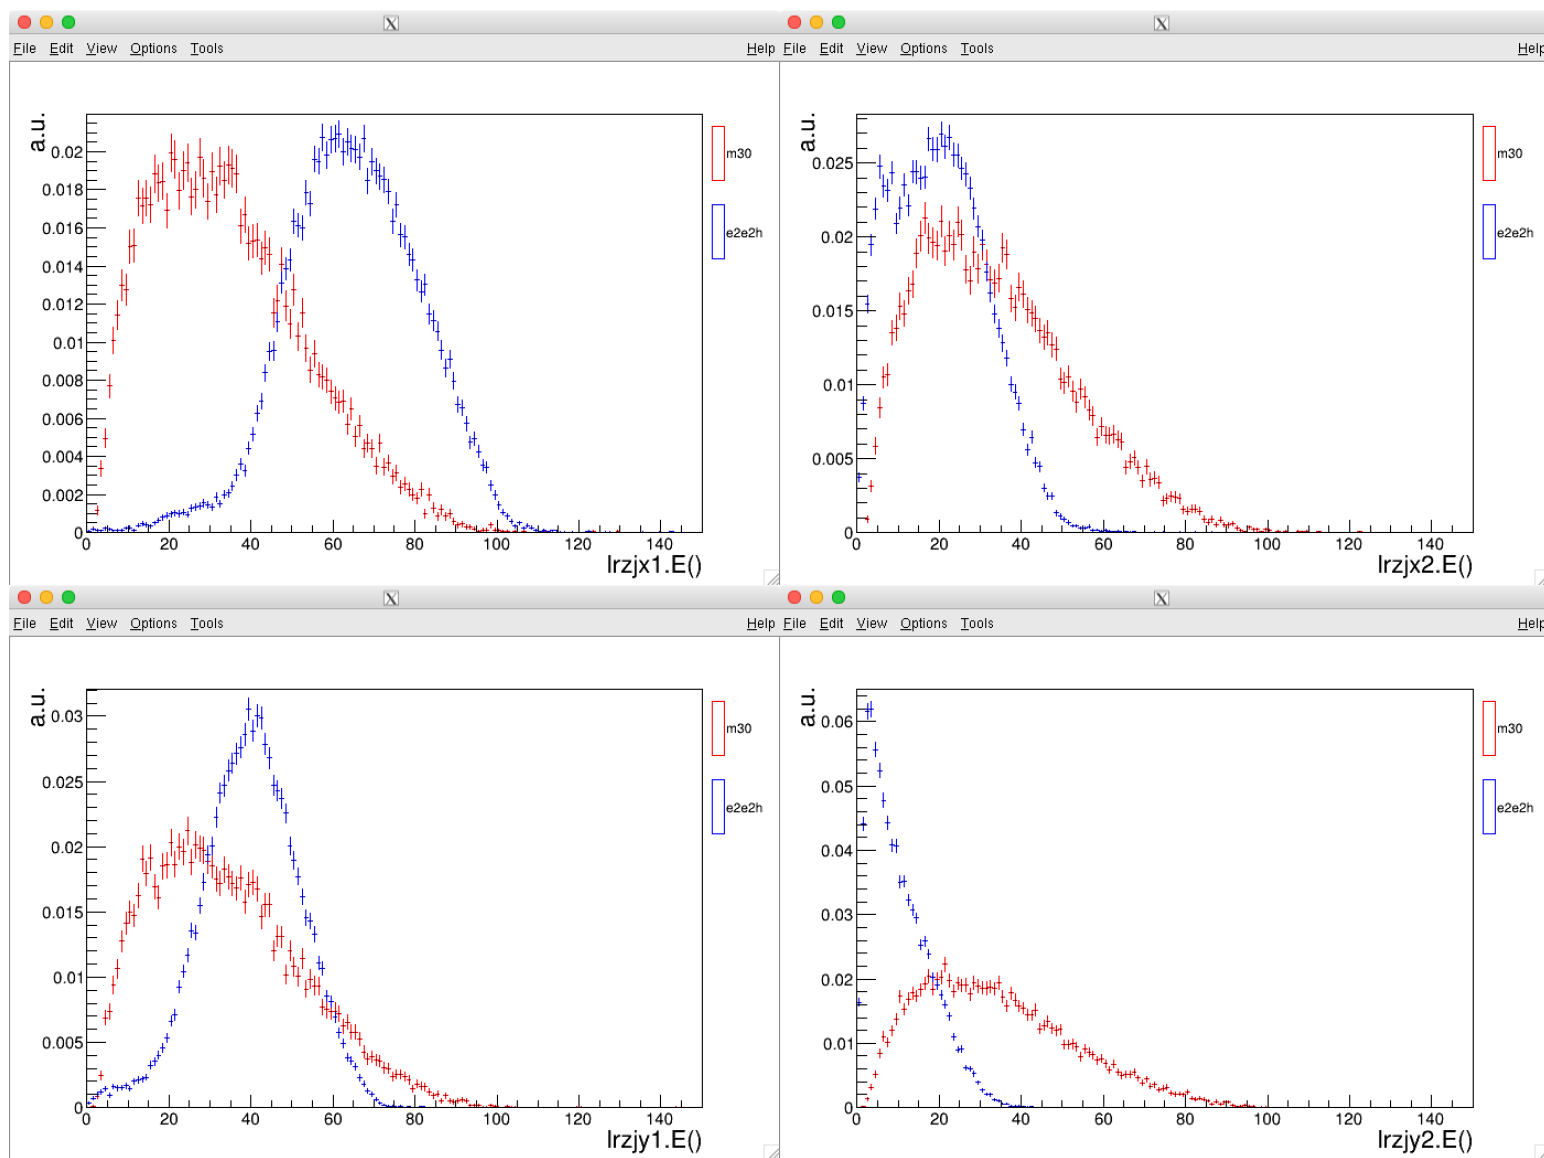 File Edit View Options Tools Help
a.u.
0.02
0.018
0.016
0.014
0.012
0.01
0.008
0.006
0.004
0.002
0
0 20 40 60 80 100 120 140
lrzjx1.E()
m30
e2e2h
File Edit View Options Tools Help
a.u.
0.025
0.02
0.015
0.01
0.005
0
0 20 40 60 80 100 120 140
lrzjx2.E()
m30
e2e2h
File Edit View Options Tools Help
a.u.
0.03
0.025
0.02
0.015
0.01
0.005
0
0 20 40 60 80 100 120 140
lrzjy1.E()
m30
e2e2h
File Edit View Options Tools Help
a.u.
0.06
0.05
0.04
0.03
0.02
0.01
0
0 20 40 60 80 100 120 140
lrzjy2.E()
m30
e2e2h